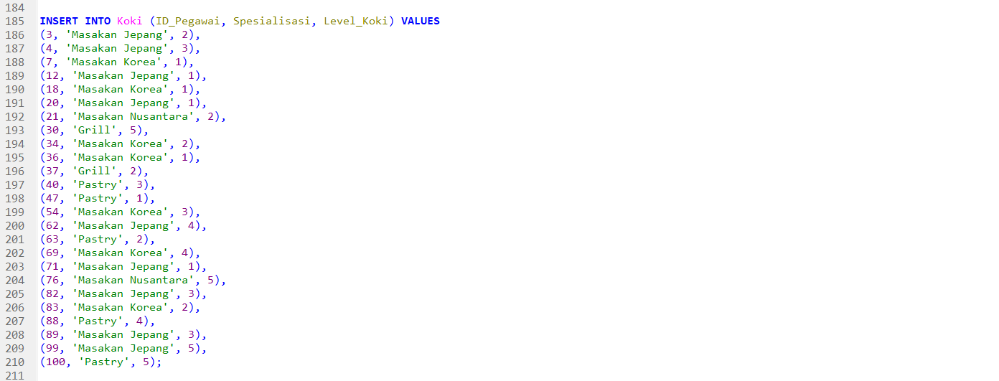 184
185 INSERT INTO Koki (ID_Pegawai, Spesialisasi, Level_Koki) VALUES
186 (3, 'Masakan Jepang', 2),
187 (4, 'Masakan Jepang', 3),
188 (7, 'Masakan Korea', 1),
189 (12, 'Masakan Jepang', 1),
190 (18, 'Masakan Korea', 1),
191 (20, 'Masakan Jepang', 1),
192 (21, 'Masakan Nusantara', 2),
193 (30, 'Grill', 5),
194 (34, 'Masakan Korea', 2),
195 (36, 'Masakan Korea', 1),
196 (37, 'Grill', 2),
197 (40, 'Pastry', 3),
198 (47, 'Pastry', 1),
199 (54, 'Masakan Korea', 3),
200 (62, 'Masakan Jepang', 4),
201 (63, 'Pastry', 2),
202 (69, 'Masakan Korea', 4),
203 (71, 'Masakan Jepang', 1),
204 (76, 'Masakan Nusantara', 5),
205 (82, 'Masakan Jepang', 3),
206 (83, 'Masakan Korea', 2),
207 (88, 'Pastry', 4),
208 (89, 'Masakan Jepang', 3),
209 (99, 'Masakan Jepang', 5),
210 (100, 'Pastry', 5);
211